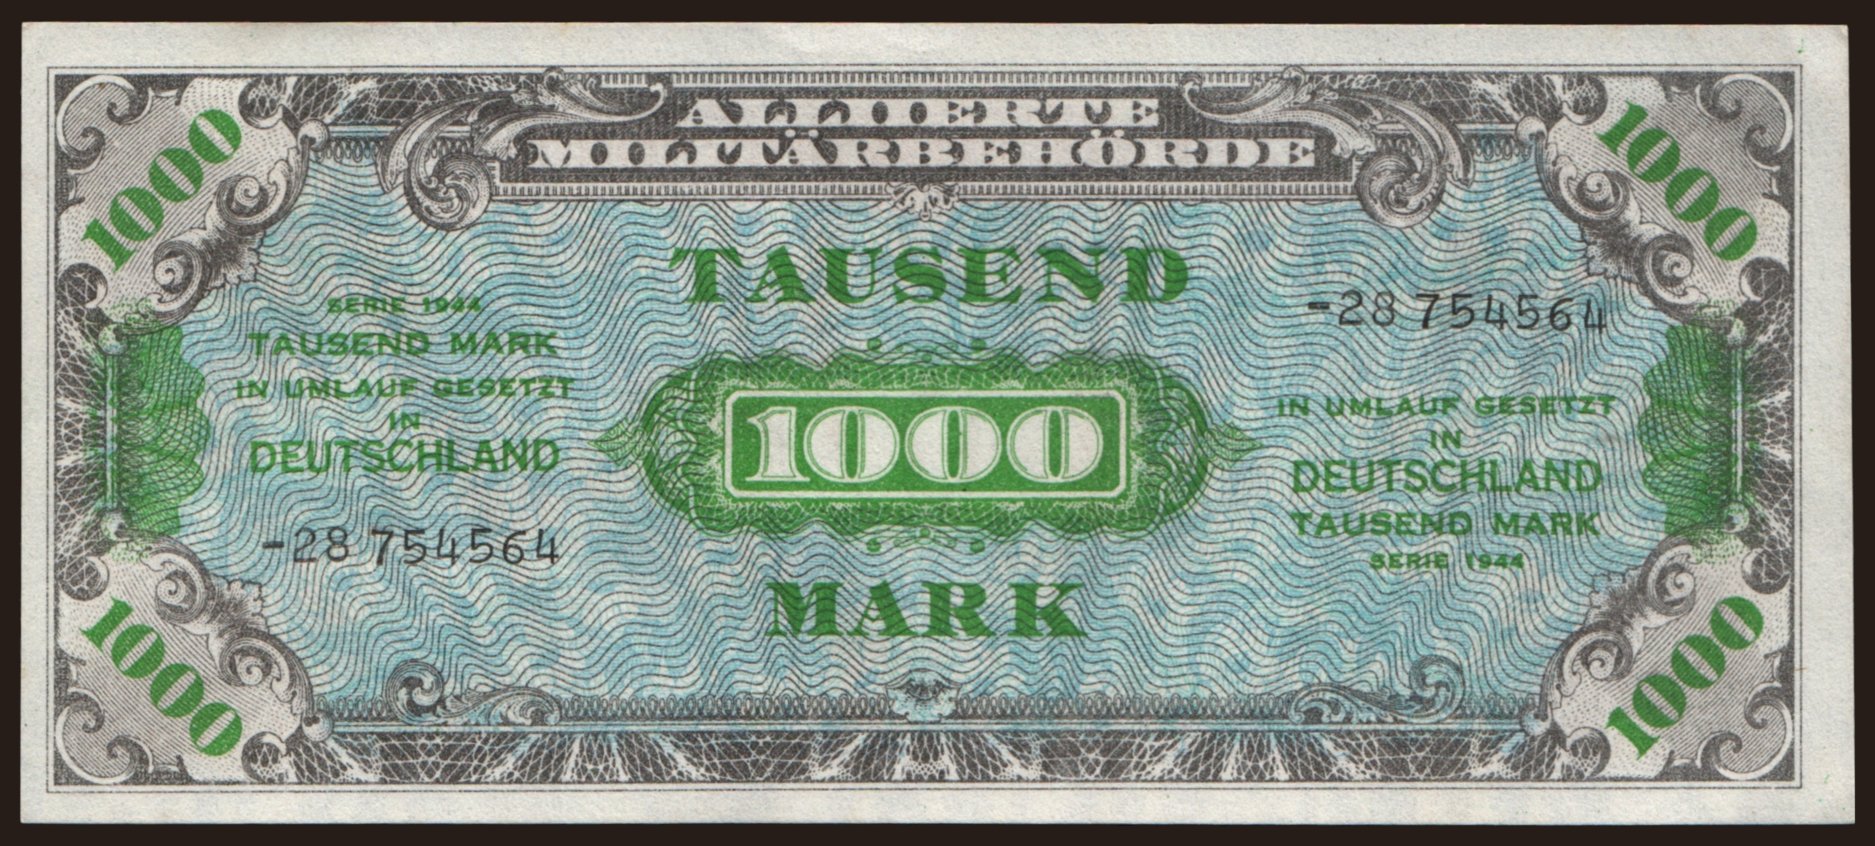 ALLIIERTE
MILITÄRBEHÖRDE
1000
1000
TAUSEND
SERIE 1944
TAUSEND MARK
IN UMLAUF GESETZT
IN
DEUTSCHLAND
-28 754564
1000
-28 754564
IN UMLAUF GESETZT
IN
DEUTSCHLAND
TAUSEND MARK
SERIE 1944
MARK
1000
1000